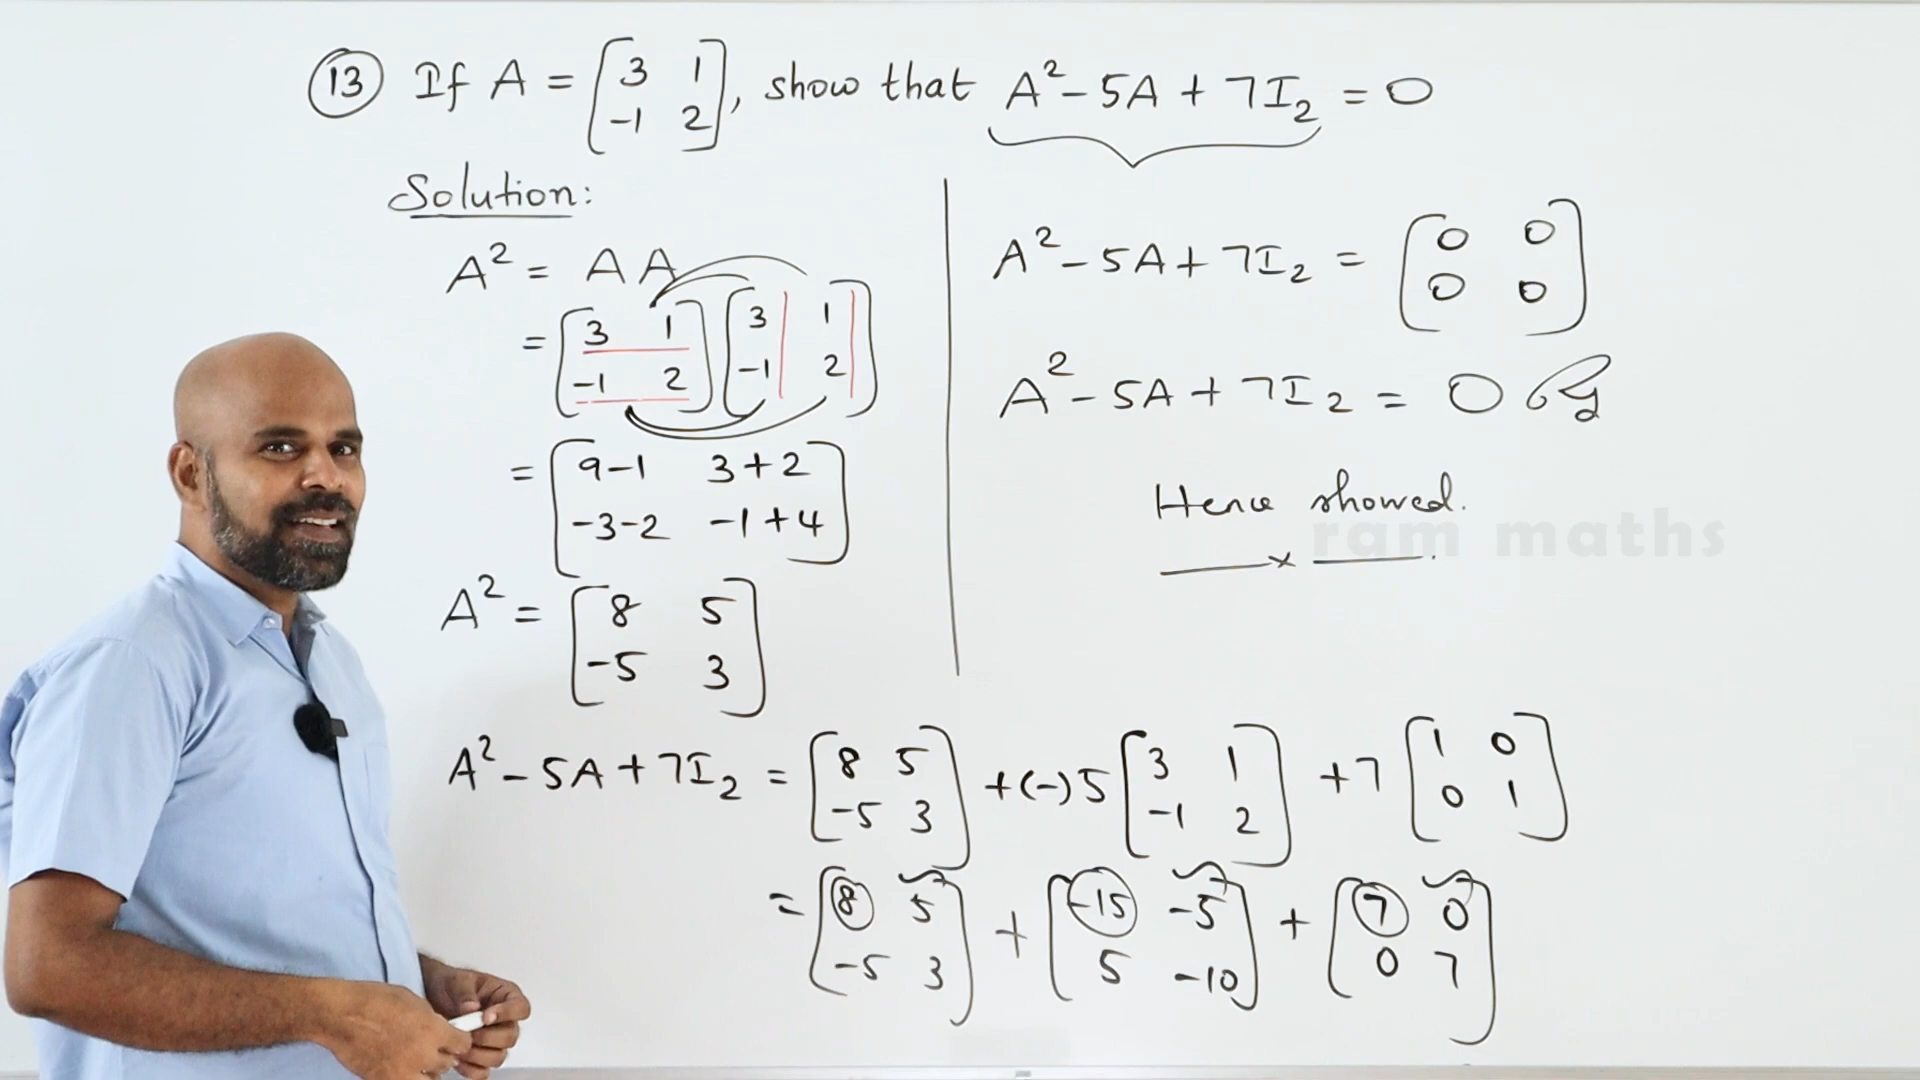 13 If A = [3 1; -1 2], show that A² - 5A + 7I₂ = 0
Solution:
A² = A A
= [3 1; -1 2] [3 1; -1 2]
= [9-1 3+2; -3-2 -1+4]
A² = [8 5; -5 3]
A² - 5A + 7I₂ = [8 5; -5 3] + (-) 5 [3 1; -1 2] + 7 [1 0; 0 1]
= [8 5; -5 3] + [-15 -5; 5 -10] + [7 0; 0 7]
A² - 5A + 7I₂ = [0 0; 0 0]
A² - 5A + 7I₂ = 0
Hence showed.
ram maths